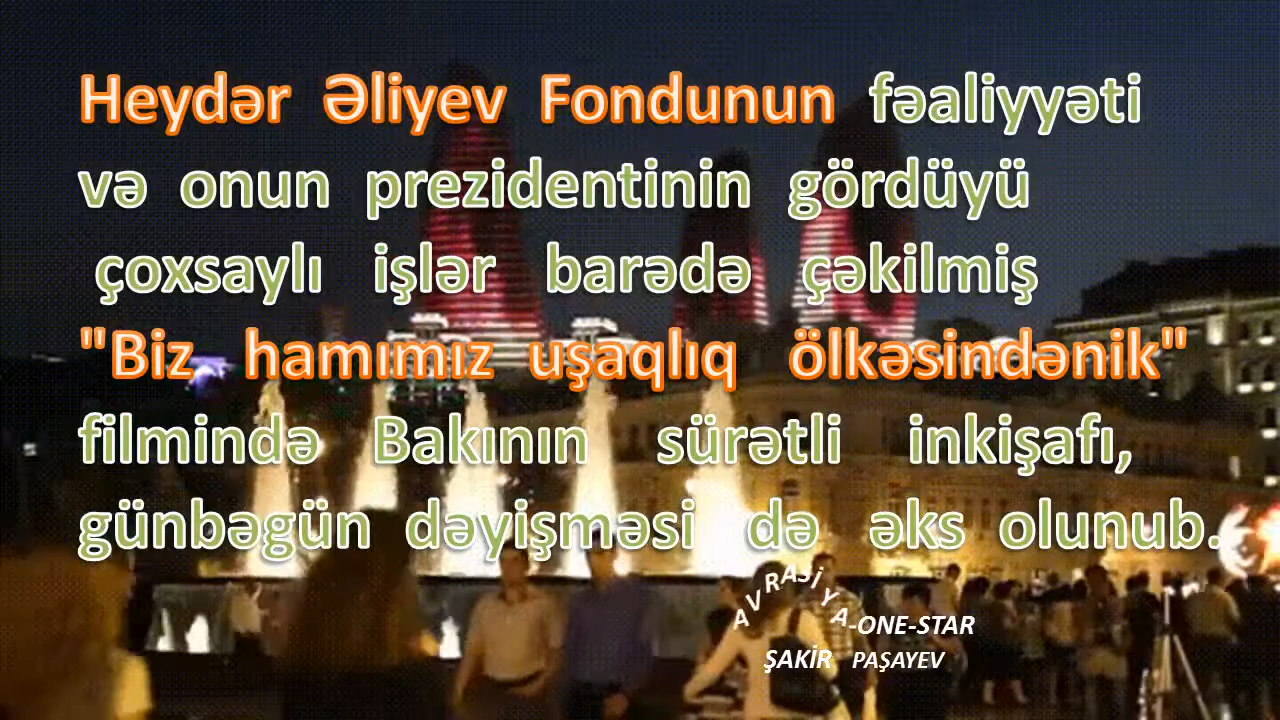 Heydər Əliyev Fondunun fəaliyyəti
və onun prezidentinin gördüyü
çoxsaylı işlər barədə çəkilmiş
"Biz hamımız uşaqlıq ölkəsindənik"
filmində Bakının sürətli inkişafı,
günbəgün dəyişməsi də əks olunub.
AVRASİYA-ONE-STAR
ŞAKİR PAŞAYEV